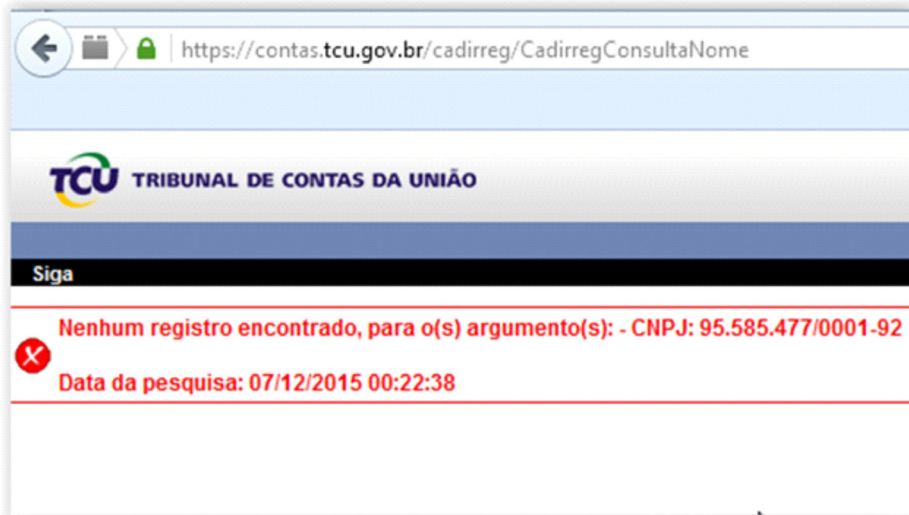 https://contas.tcu.gov.br/cadirreg/CadirregConsultaNome
TCU TRIBUNAL DE CONTAS DA UNIÃO
Siga
Nenhum registro encontrado, para o(s) argumento(s): - CNPJ: 95.585.477/0001-92
Data da pesquisa: 07/12/2015 00:22:38